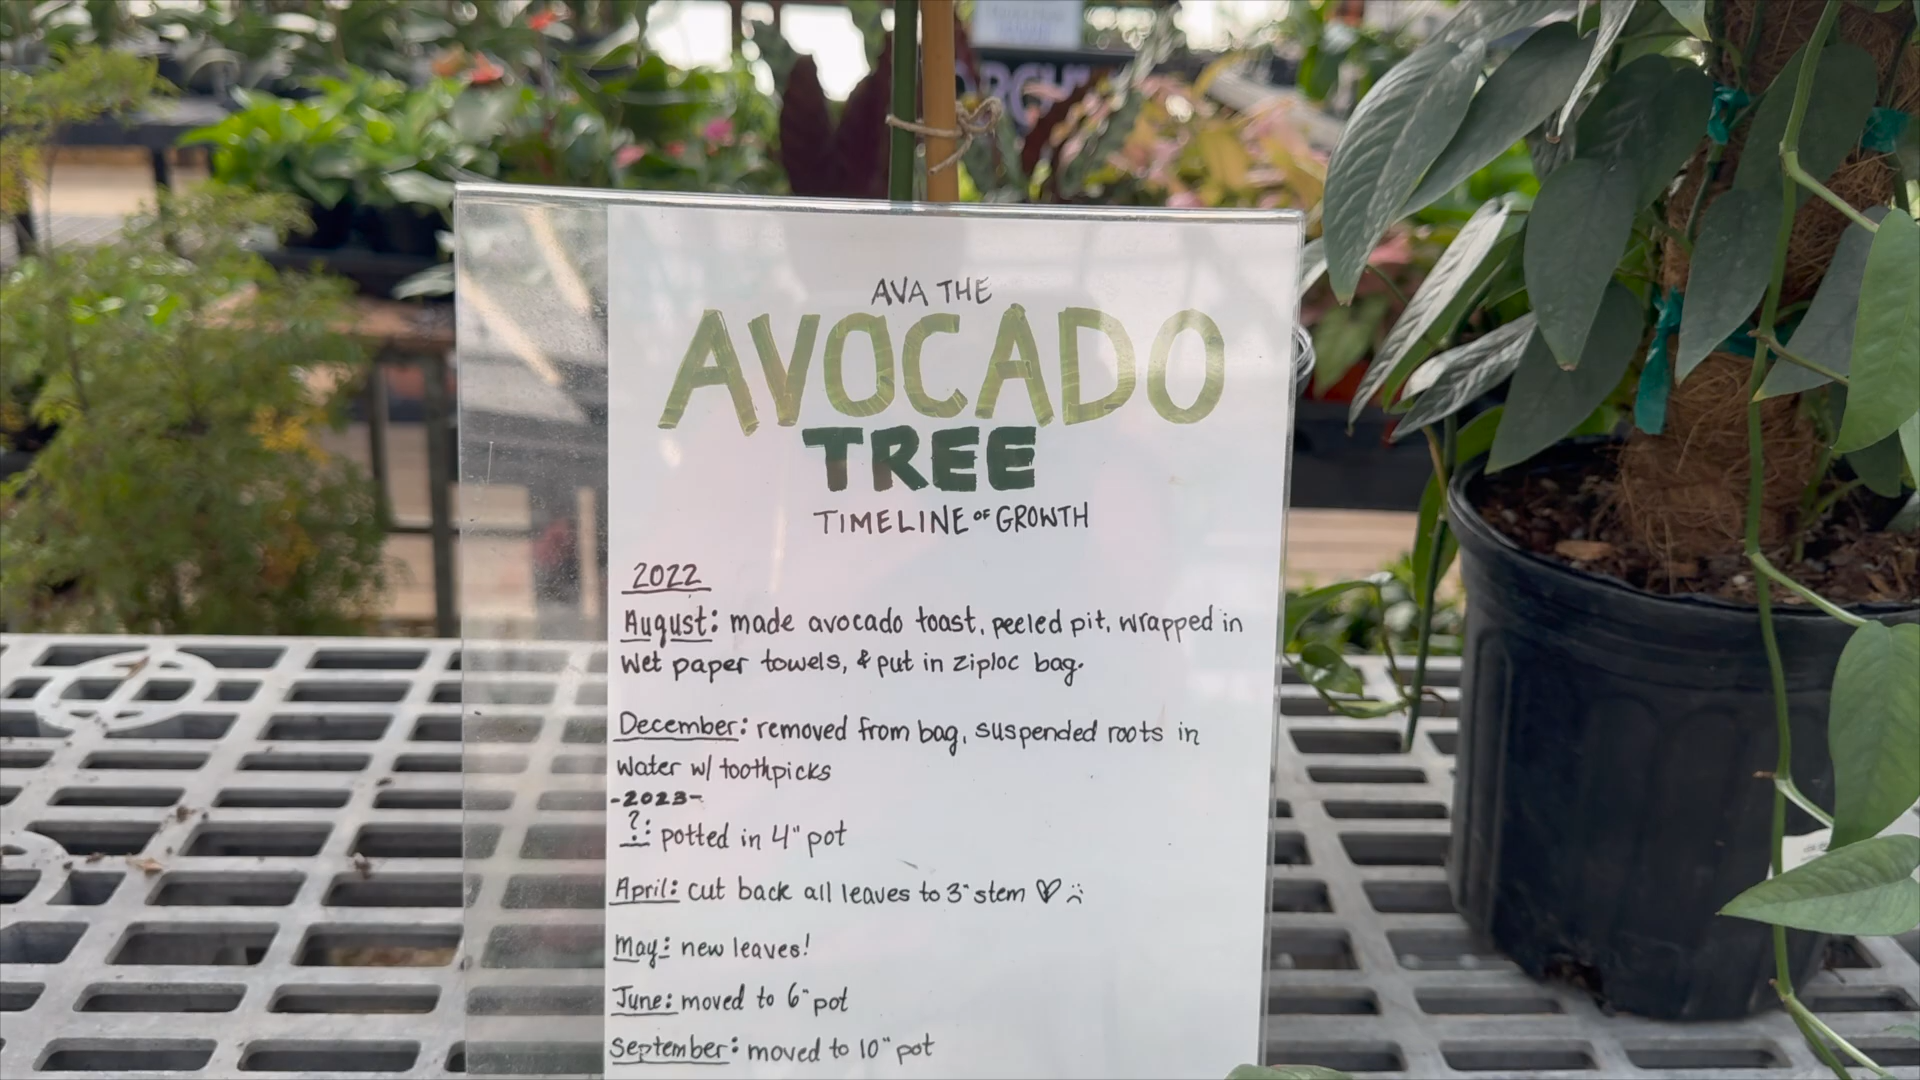 AVA THE
AVOCADO
TREE
TIMELINE OF GROWTH
2022
August: made avocado toast, peeled pit, wrapped in
wet paper towels, & put in ziploc bag.
December: removed from bag, suspended roots in
water w/ toothpicks
-2023-
?: potted in 4" pot
April: cut back all leaves to 3" stem ♡ :(
May: new leaves!
June: moved to 6" pot
September: moved to 10" pot